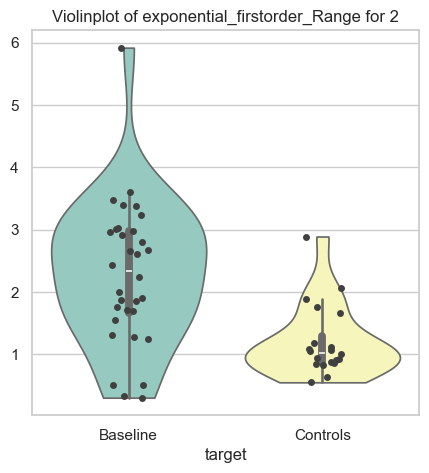 Violinplot of exponential_firstorder_Range for 2
6
5
4
3
2
1
Baseline
Controls
target